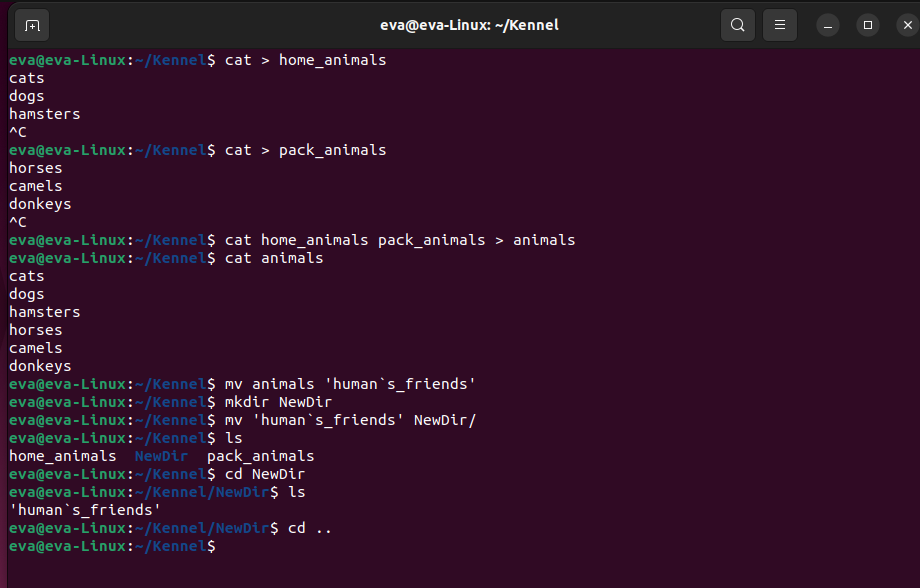 eva@eva-Linux: ~/Kennel
eva@eva-Linux:~/Kennel$ cat > home_animals
cats
dogs
hamsters
^C
eva@eva-Linux:~/Kennel$ cat > pack_animals
horses
camels
donkeys
^C
eva@eva-Linux:~/Kennel$ cat home_animals pack_animals > animals
eva@eva-Linux:~/Kennel$ cat animals
cats
dogs
hamsters
horses
camels
donkeys
eva@eva-Linux:~/Kennel$ mv animals 'human`s_friends'
eva@eva-Linux:~/Kennel$ mkdir NewDir
eva@eva-Linux:~/Kennel$ mv 'human`s_friends' NewDir/
eva@eva-Linux:~/Kennel$ ls
home_animals  NewDir  pack_animals
eva@eva-Linux:~/Kennel$ cd NewDir
eva@eva-Linux:~/Kennel/NewDir$ ls
'human`s_friends'
eva@eva-Linux:~/Kennel/NewDir$ cd ..
eva@eva-Linux:~/Kennel$